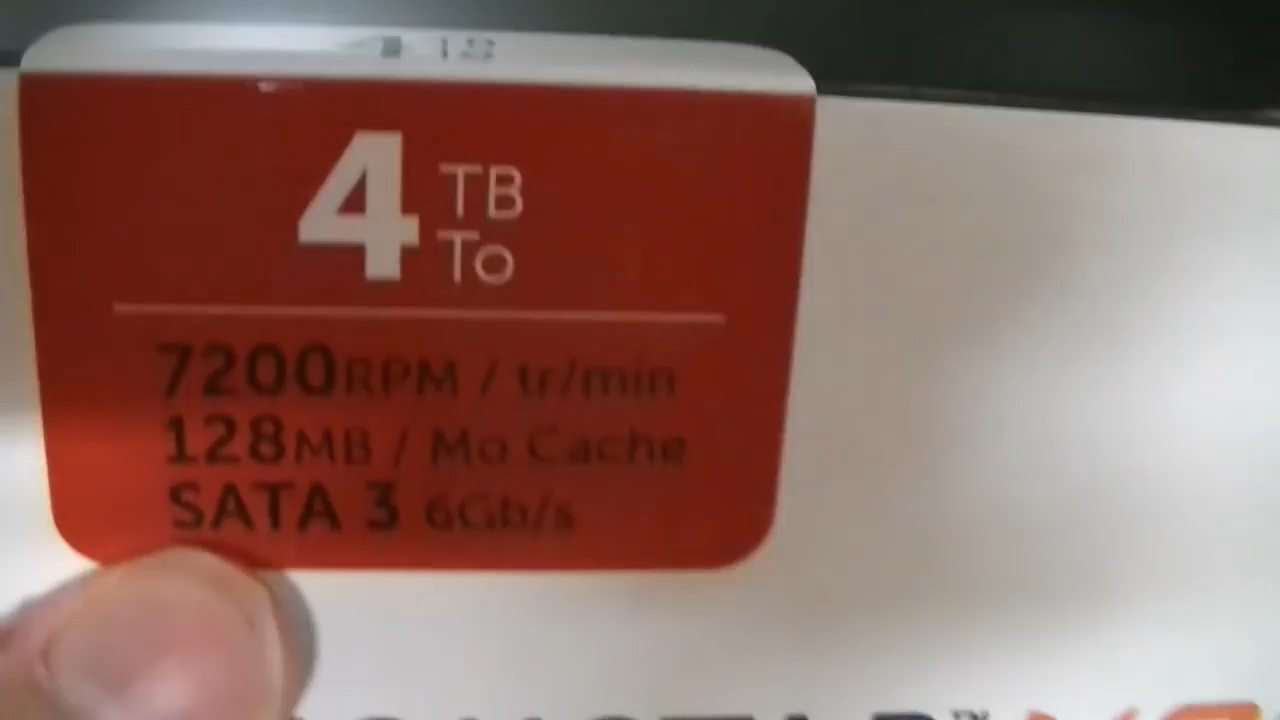 4 TB
To
7200RPM / tr/min
128MB / Mo Cache
SATA 3 6Gb/s